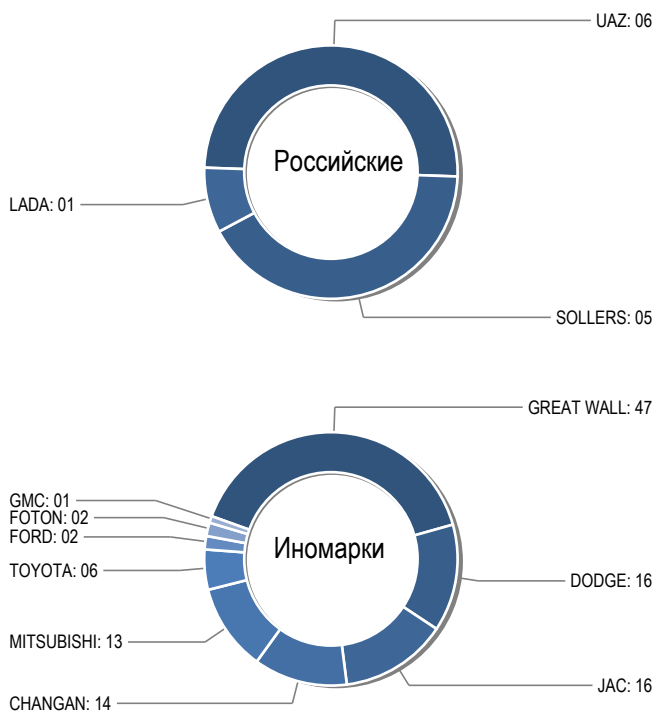 UAZ: 06
Российские
LADA: 01
SOLLERS: 05
GREAT WALL: 47
GMC: 01
FOTON: 02
FORD: 02
Иномарки
TOYOTA: 06
DODGE: 16
MITSUBISHI: 13
JAC: 16
CHANGAN: 14